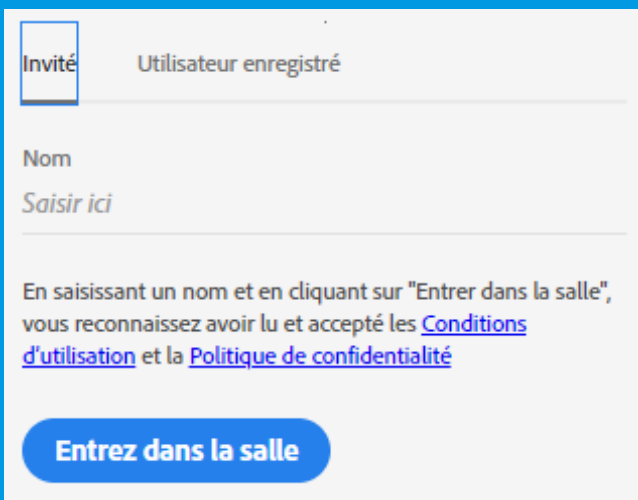 Invité Utilisateur enregistré
Nom
Saisir ici
En saisissant un nom et en cliquant sur "Entrer dans la salle",
vous reconnaissez avoir lu et accepté les Conditions
d'utilisation et la Politique de confidentialité
Entrez dans la salle